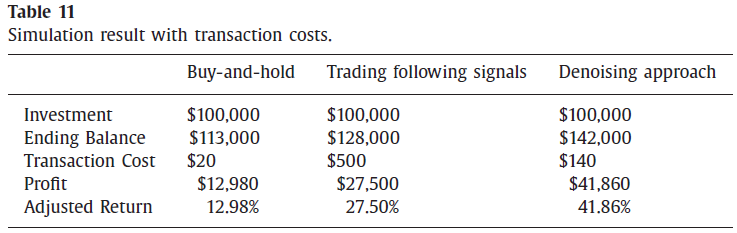 Table 11
Simulation result with transaction costs.
Buy-and-hold Trading following signals Denoising approach
Investment $100,000 $100,000 $100,000
Ending Balance $113,000 $128,000 $142,000
Transaction Cost $20 $500 $140
Profit $12,980 $27,500 $41,860
Adjusted Return 12.98% 27.50% 41.86%